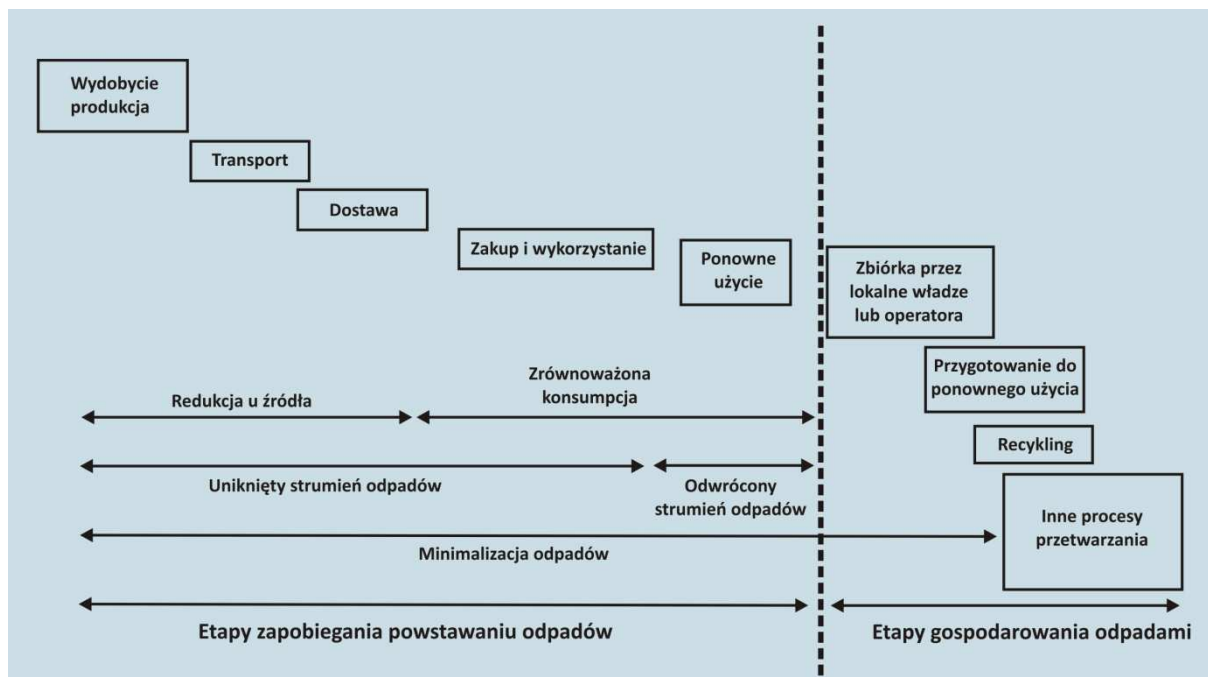 Wydobycie
produkcja
Transport
Dostawa
Zakup i wykorzystanie
Ponowne
użycie
Zbiórka przez
lokalne władze
lub operatora
Przygotowanie do
ponownego użycia
Recykling
Inne procesy
przetwarzania
Redukcja u źródła
Zrównoważona
konsumpcja
Uniknięty strumień odpadów
Odwrócony
strumień odpadów
Minimalizacja odpadów
Etapy zapobiegania powstawaniu odpadów
Etapy gospodarowania odpadami